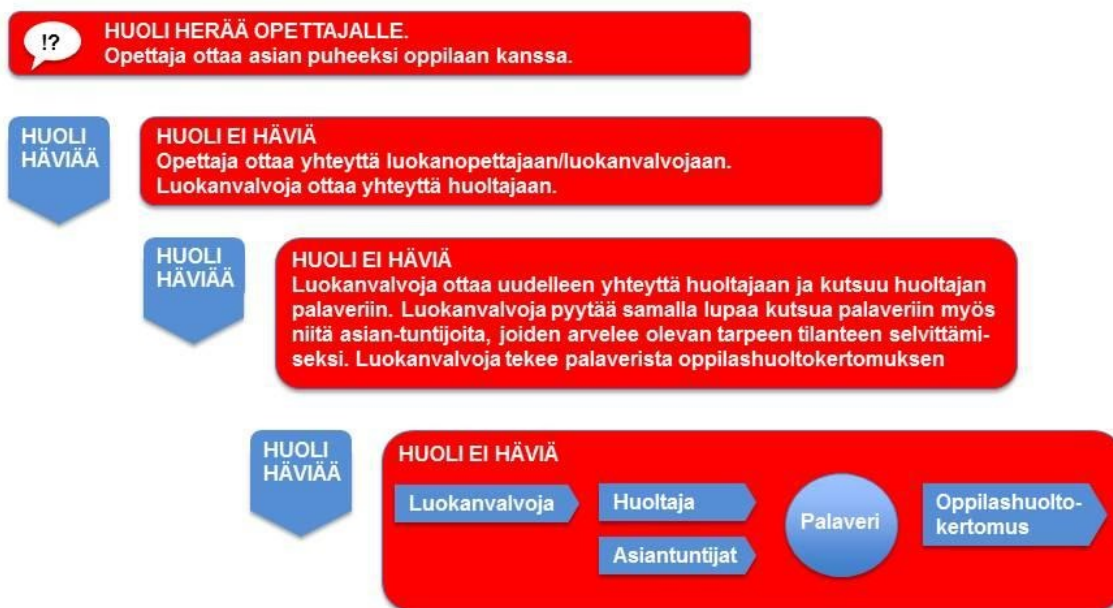 !?
HUOLI HERÄÄ OPETTAJALLE.
Opettaja ottaa asian puheeksi oppilaan kanssa.
HUOLI
HÄVIÄÄ
HUOLI EI HÄVIÄ
Opettaja ottaa yhteyttä luokanopettajaan/luokanvalvojaan.
Luokanvalvoja ottaa yhteyttä huoltajaan.
HUOLI
HÄVIÄÄ
HUOLI EI HÄVIÄ
Luokanvalvoja ottaa uudelleen yhteyttä huoltajaan ja kutsuu huoltajan
palaveriin. Luokanvalvoja pyytää samalla lupaa kutsua palaveriin myös
niitä asian-tuntijoita, joiden arvelee olevan tarpeen tilanteen selvittämi-
seksi. Luokanvalvoja tekee palaverista oppilashuoltokertomuksen
HUOLI
HÄVIÄÄ
HUOLI EI HÄVIÄ
Luokanvalvoja
Huoltaja
Asiantuntijat
Palaveri
Oppilashuolto-
kertomus